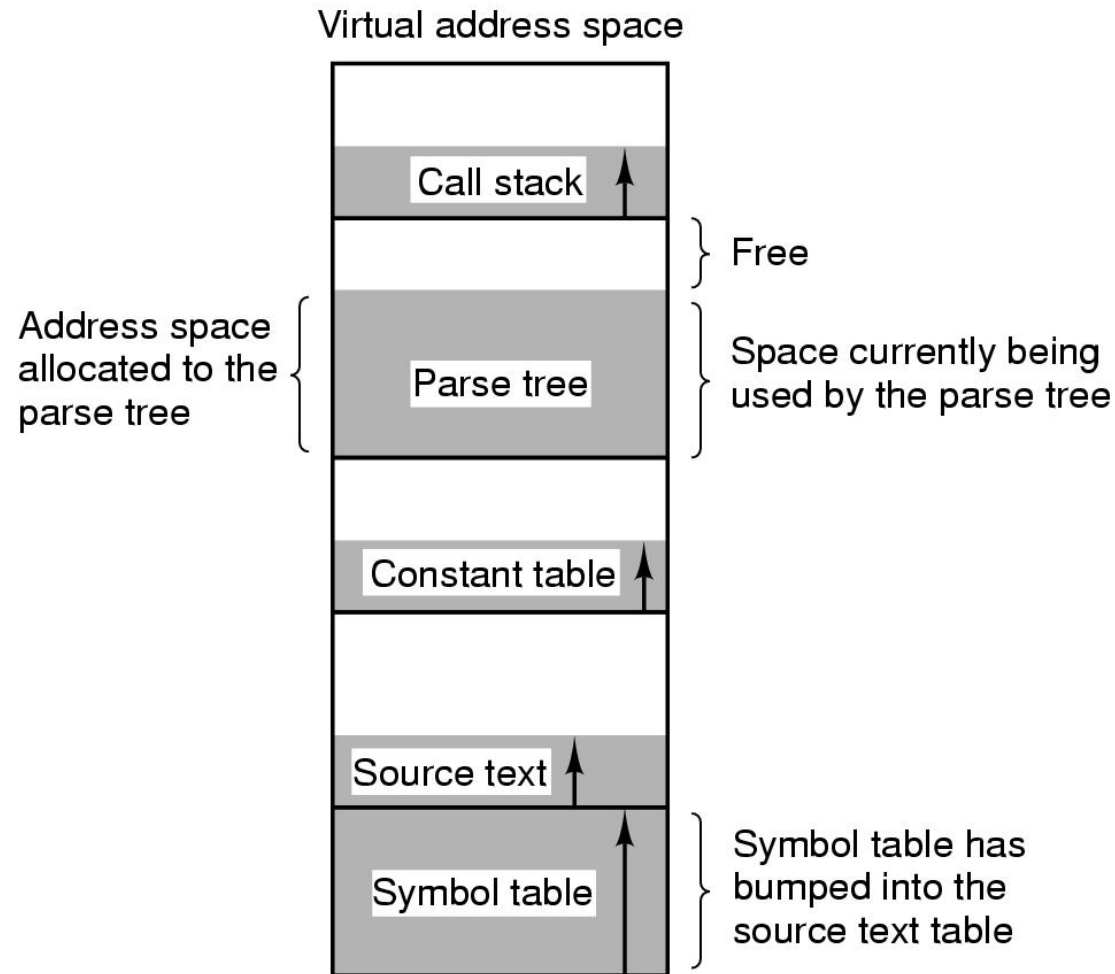 Virtual address space
Call stack
Free
Address space
allocated to the
parse tree
Parse tree
Space currently being
used by the parse tree
Constant table
Source text
Symbol table
Symbol table has
bumped into the
source text table